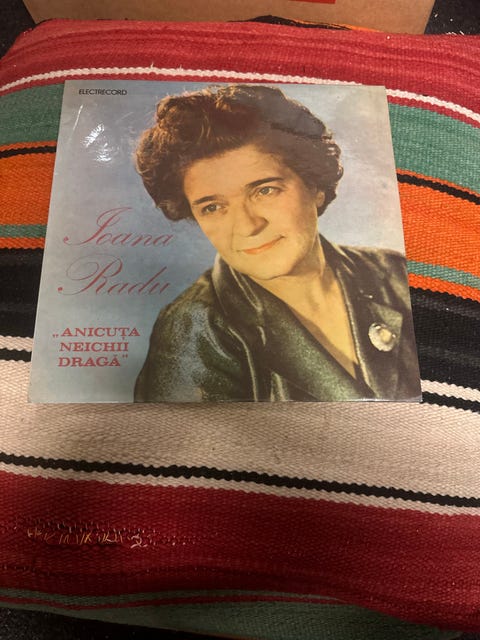 ELECTRECORD
Ioana
Radu
„ANICUȚA
NEICHII
DRAGĂ”